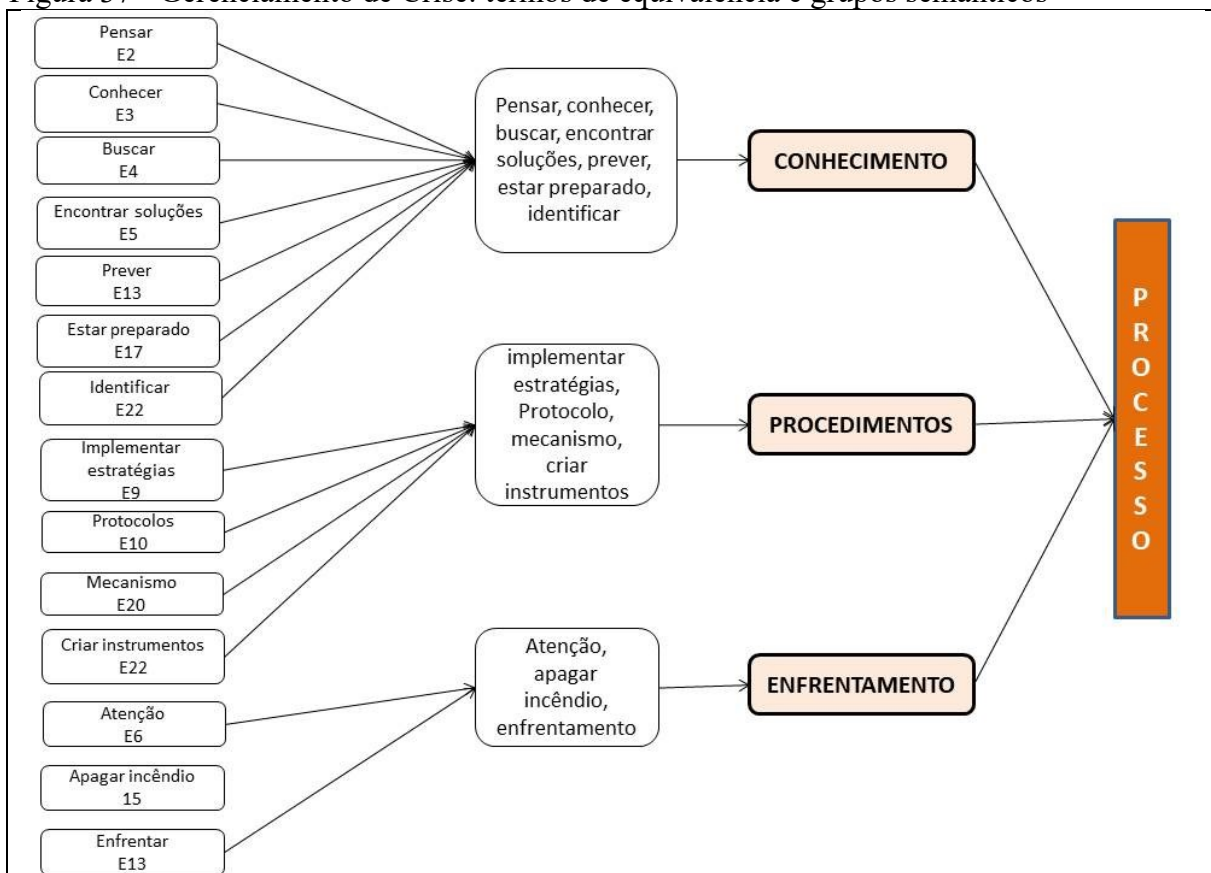 Figura 37 - Gerenciamento de Crise: termos de equivalência e grupos semânticos
Pensar
E2
Conhecer
E3
Buscar
E4
Encontrar soluções
E5
Prever
E13
Estar preparado
E17
Identificar
E22
Implementar
estratégias
E9
Protocolos
E10
Mecanismo
E20
Criar instrumentos
E22
Atenção
E6
Apagar incêndio
15
Enfrentar
E13
Pensar, conhecer,
buscar, encontrar
soluções, prever,
estar preparado,
identificar
implementar
estratégias,
Protocolo,
mecanismo,
criar
instrumentos
Atenção,
apagar
incêndio,
enfrentamento
CONHECIMENTO
PROCEDIMENTOS
ENFRENTAMENTO
P
R
O
C
E
S
S
O